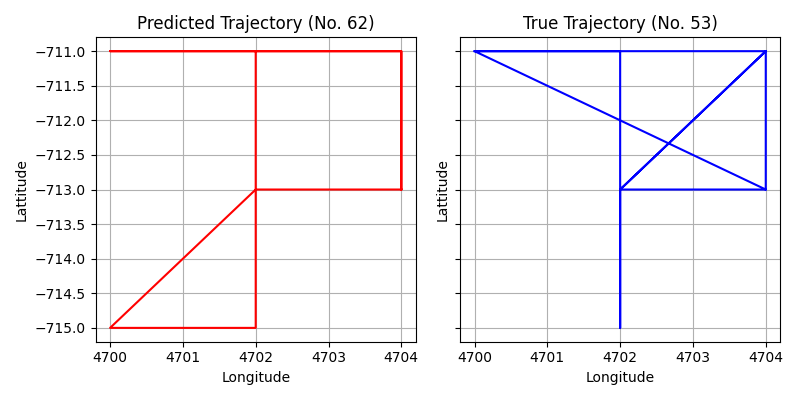 Predicted Trajectory (No. 62)
True Trajectory (No. 53)
Lattitude
−711.0
−711.5
−712.0
−712.5
−713.0
−713.5
−714.0
−714.5
−715.0
4700 4701 4702 4703 4704
Longitude
Lattitude
4700 4701 4702 4703 4704
Longitude